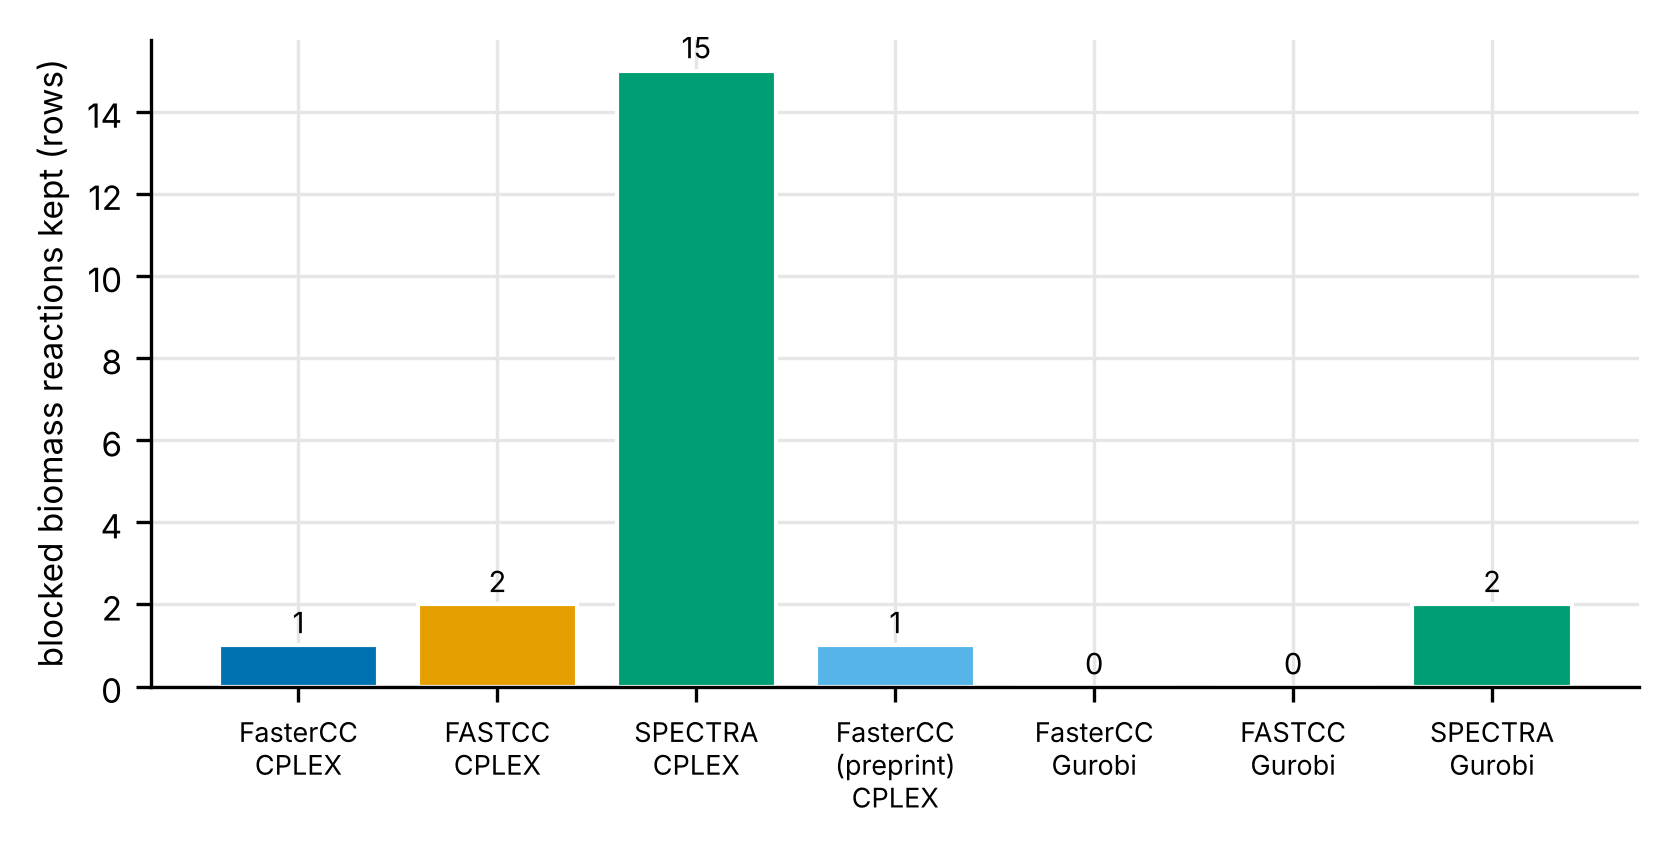 blocked biomass reactions kept (rows)
14
12
10
8
6
4
2
0
1
2
15
1
0
0
2
FasterCC
CPLEX
FASTCC
CPLEX
SPECTRA
CPLEX
FasterCC
(preprint)
CPLEX
FasterCC
Gurobi
FASTCC
Gurobi
SPECTRA
Gurobi